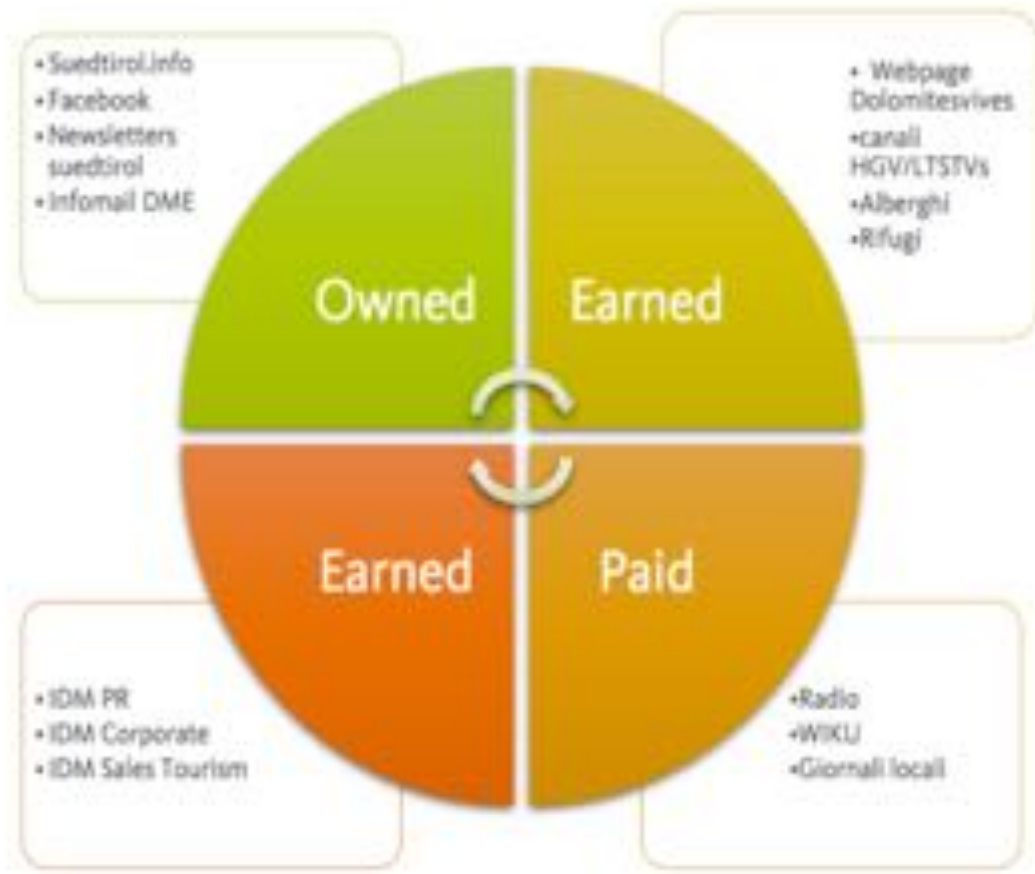 • Suedtirol.info
• Facebook
• Newsletters
suedtirol
• Infomail DME
• Webpage
Dolomitesvives
•canali
HGV/LTSTVs
•Alberghi
•Rifugi
Owned
Earned
Earned
Paid
• IDM PR
• IDM Corporate
• IDM Sales Tourism
•Radio
•WIKU
•Giornali locali